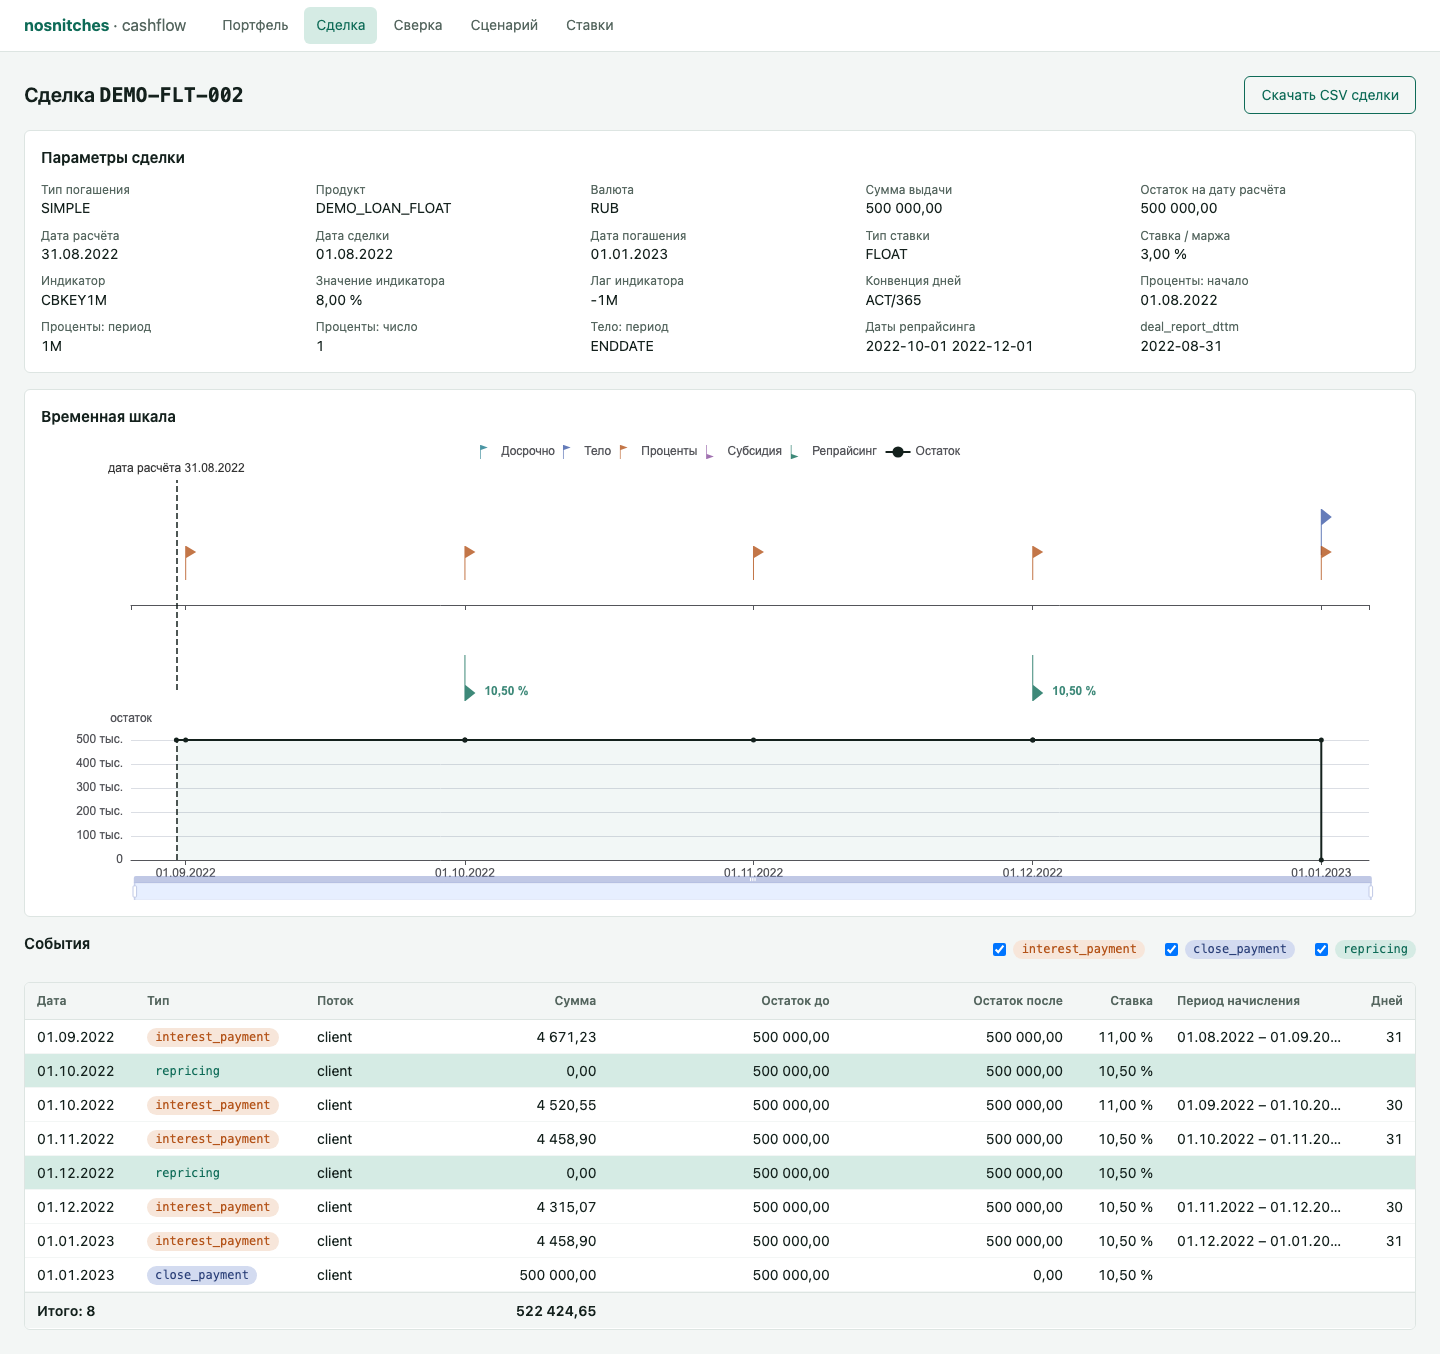 nosnitches · cashflow Портфель Сделка Сверка Сценарий Ставки
Сделка DEMO-FLT-002 Скачать CSV сделки
Параметры сделки
Тип погашения Продукт Валюта Сумма выдачи Остаток на дату расчёта
SIMPLE DEMO_LOAN_FLOAT RUB 500 000,00 500 000,00
Дата расчёта Дата сделки Дата погашения Тип ставки Ставка / маржа
31.08.2022 01.08.2022 01.01.2023 FLOAT 3,00 %
Индикатор Значение индикатора Лаг индикатора Конвенция дней Проценты: начало
CBKEY1M 8,00 % -1M ACT/365 01.08.2022
Проценты: период Проценты: число Тело: период Даты репрайсинга deal_report_dttm
1M 1 ENDDATE 2022-10-01 2022-12-01 2022-08-31
Временная шкала
Досрочно Тело Проценты Субсидия Репрайсинг Остаток
дата расчёта 31.08.2022
10,50 % 10,50 %
остаток
500 тыс.
400 тыс.
300 тыс.
200 тыс.
100 тыс.
0
01.09.2022 01.10.2022 01.11.2022 01.12.2022 01.01.2023
События interest_payment close_payment repricing
Дата Тип Поток Сумма Остаток до Остаток после Ставка Период начисления Дней
01.09.2022 interest_payment client 4 671,23 500 000,00 500 000,00 11,00 % 01.08.2022 – 01.09.20... 31
01.10.2022 repricing client 0,00 500 000,00 500 000,00 10,50 %
01.10.2022 interest_payment client 4 520,55 500 000,00 500 000,00 11,00 % 01.09.2022 – 01.10.20... 30
01.11.2022 interest_payment client 4 458,90 500 000,00 500 000,00 10,50 % 01.10.2022 – 01.11.20... 31
01.12.2022 repricing client 0,00 500 000,00 500 000,00 10,50 %
01.12.2022 interest_payment client 4 315,07 500 000,00 500 000,00 10,50 % 01.11.2022 – 01.12.20... 30
01.01.2023 interest_payment client 4 458,90 500 000,00 500 000,00 10,50 % 01.12.2022 – 01.01.20... 31
01.01.2023 close_payment client 500 000,00 500 000,00 0,00 10,50 %
Итого: 8 522 424,65